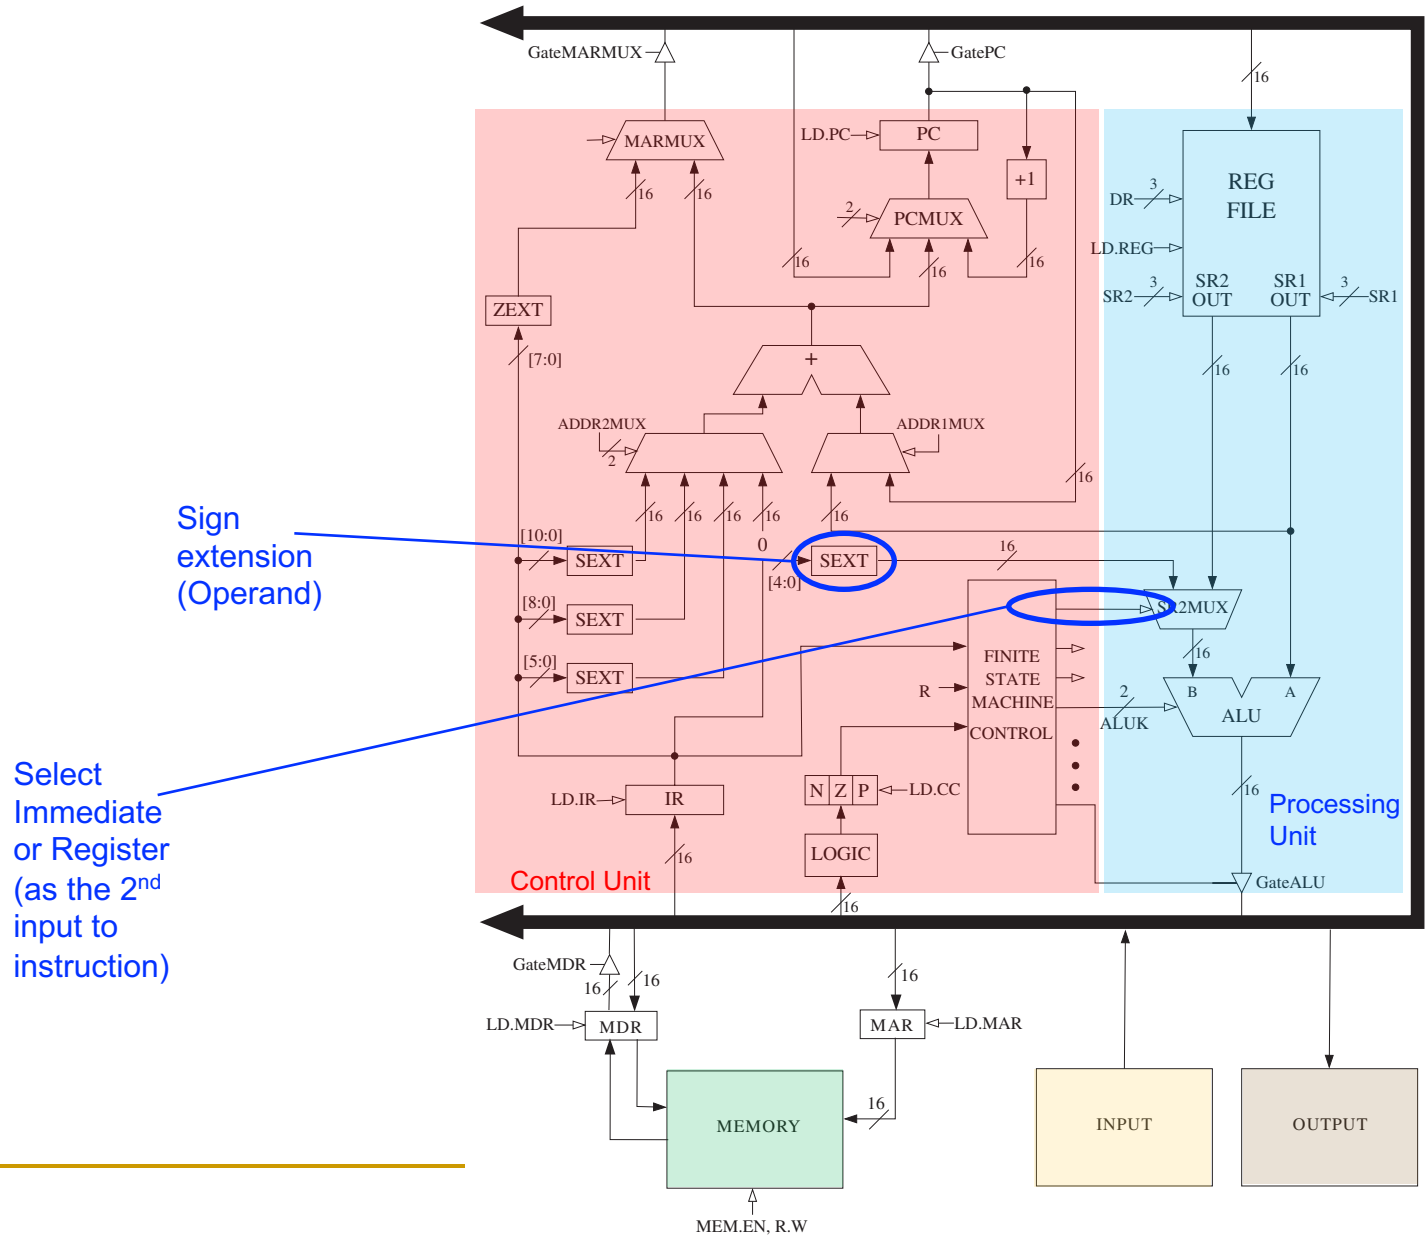 GateMARMUX
GatePC
16
MARMUX
LD.PC
PC
+1
16
16
2
PCMUX
16
16
16
REG
FILE
DR
3
LD.REG
SR2
3
SR2
OUT
SR1
OUT
3
SR1
ZEXT
[7:0]
+
16
16
ADDR2MUX
2
ADDR1MUX
16
16
16
16
16
16
0
Sign
extension
(Operand)
[10:0]
SEXT
[4:0]
SEXT
16
[8:0]
SEXT
SR2MUX
[5:0]
SEXT
16
FINITE
STATE
MACHINE
CONTROL
R
B
A
ALU
2
ALUK
Select
Immediate
or Register
(as the 2nd
input to
instruction)
LD.IR
IR
N Z P
LD.CC
16
Processing
Unit
LOGIC
16
Control Unit
GateALU
16
GateMDR
16
16
16
LD.MDR
MDR
MAR
LD.MAR
16
MEMORY
INPUT
OUTPUT
MEM.EN, R.W